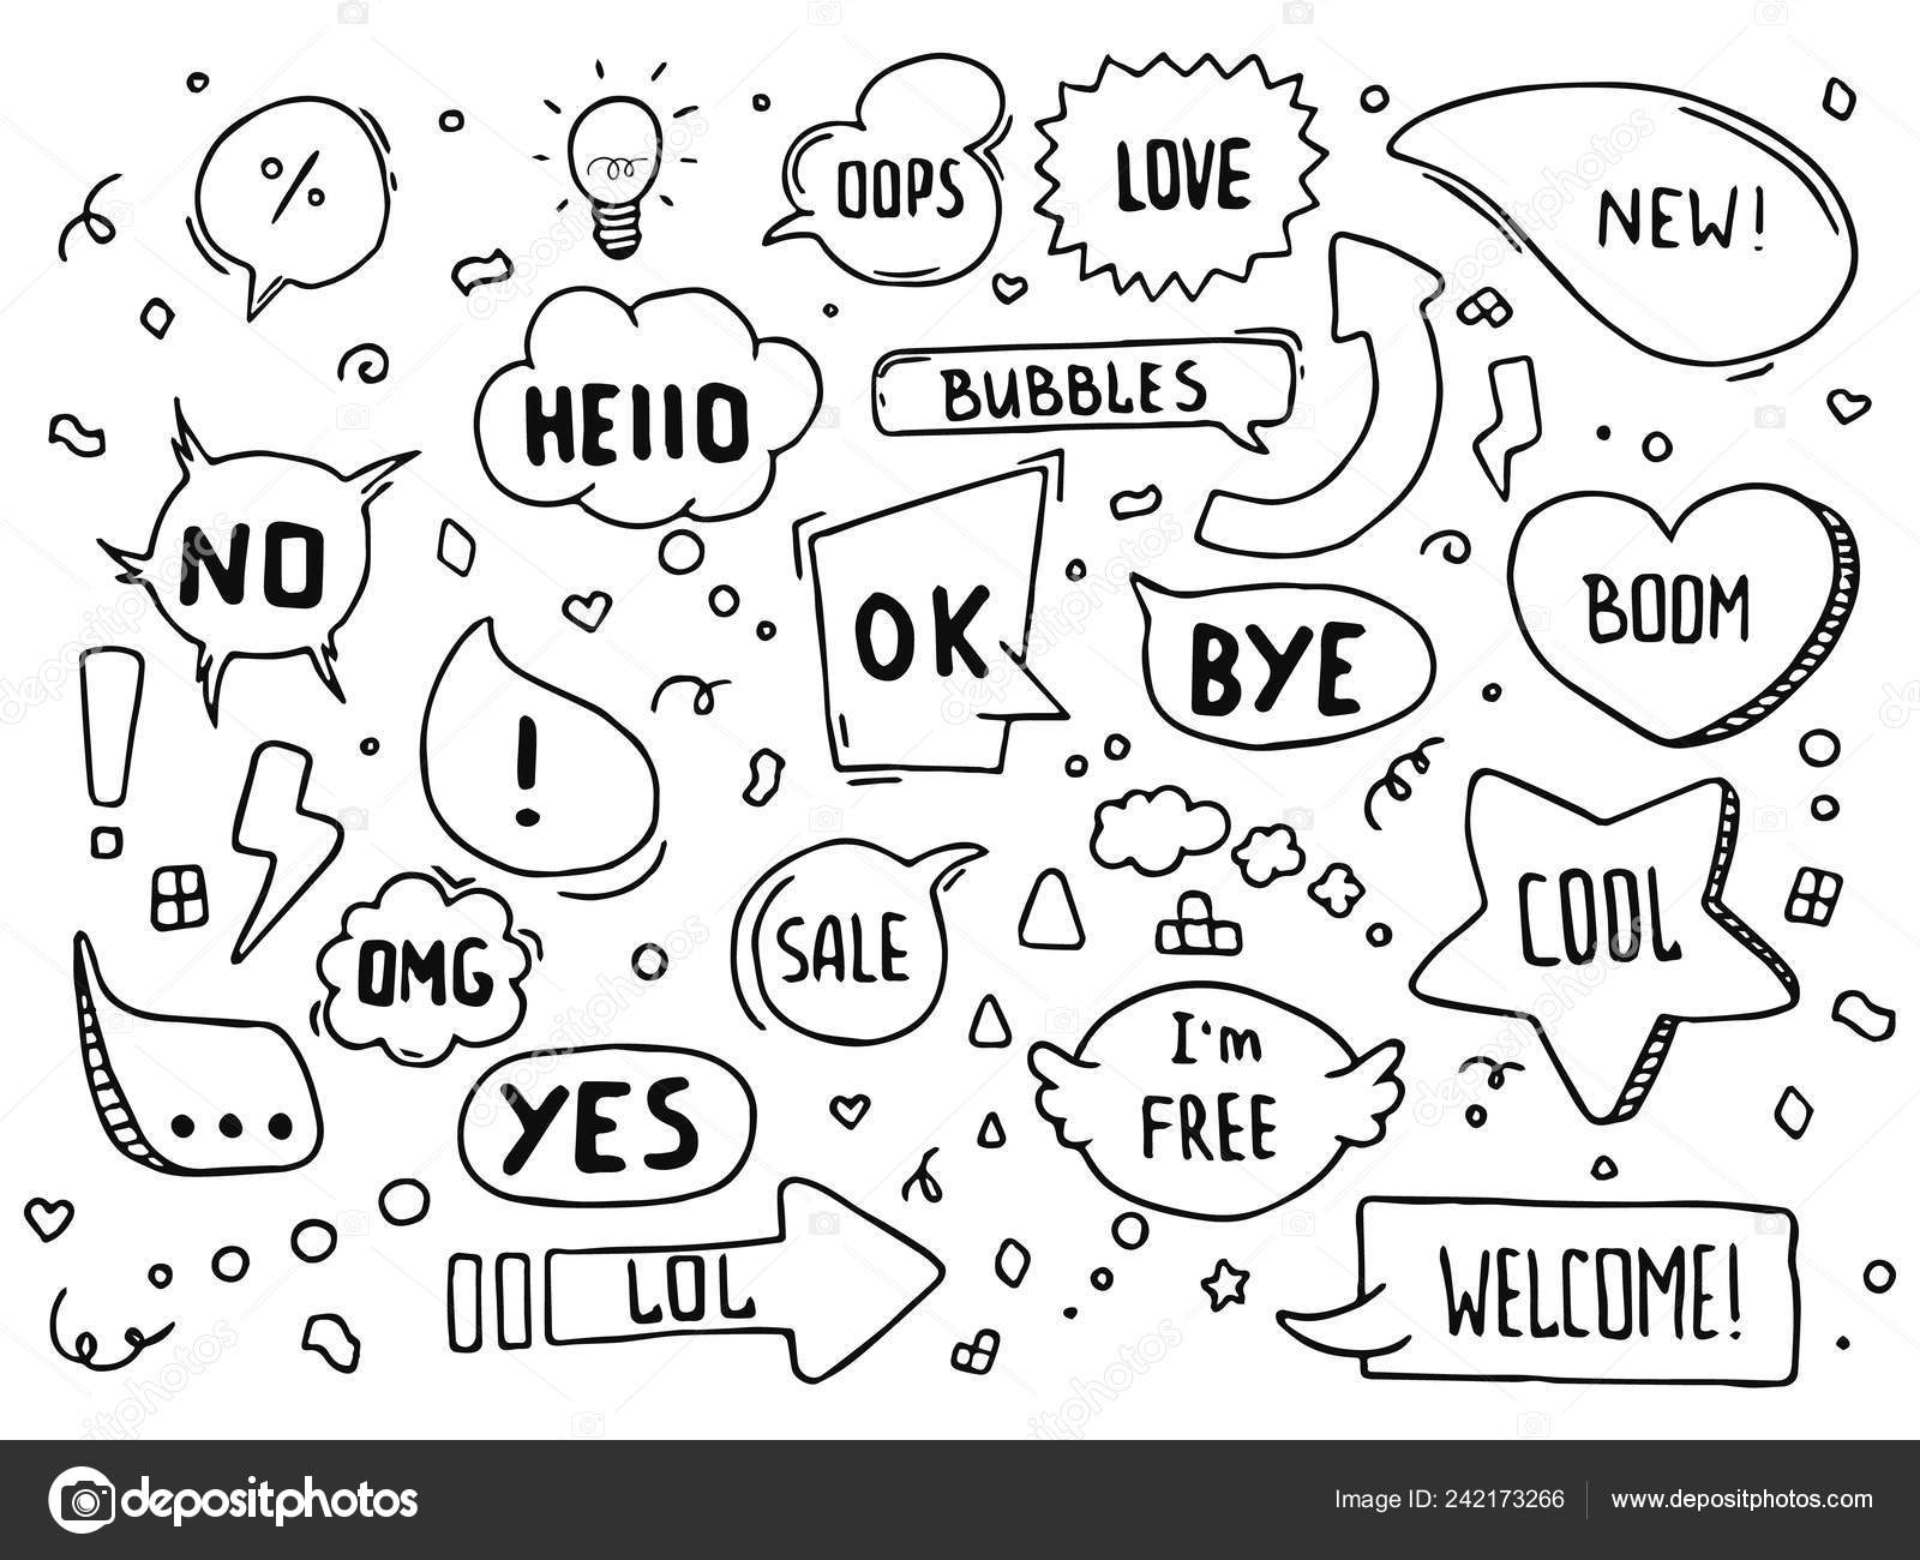 %
OOPS
LOVE
NEW!
HEllO
BUBBLES
NO
OK
BYE
BOOM
!
COOL
OMG
SALE
I'm
FREE
...
YES
LOL
WELCOME!
depositphotos
Image ID: 242173266
www.depositphotos.com